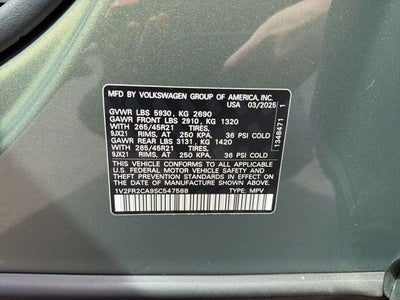 MFD. BY VOLKSWAGEN GROUP OF AMERICA, INC.
USA 03/2025
GVWR LBS 5930, KG 2690
GAWR FRONT LBS 2910, KG 1320
WITH 265/45R21 TIRES,
9JX21 RIMS, AT 250 KPA, 36 PSI COLD
GAWR REAR LBS 3131, KG 1420
WITH 265/45R21 TIRES,
9JX21 RIMS, AT 250 KPA, 36 PSI COLD
THIS VEHICLE CONFORMS TO ALL APPLICABLE
U.S. FEDERAL MOTOR VEHICLE SAFETY AND
THEFT PREVENTION STANDARDS IN EFFECT ON
THE DATE OF MANUFACTURE SHOWN ABOVE.
1V2FR2CA9SC547588 TYPE: MPV
1348471 1